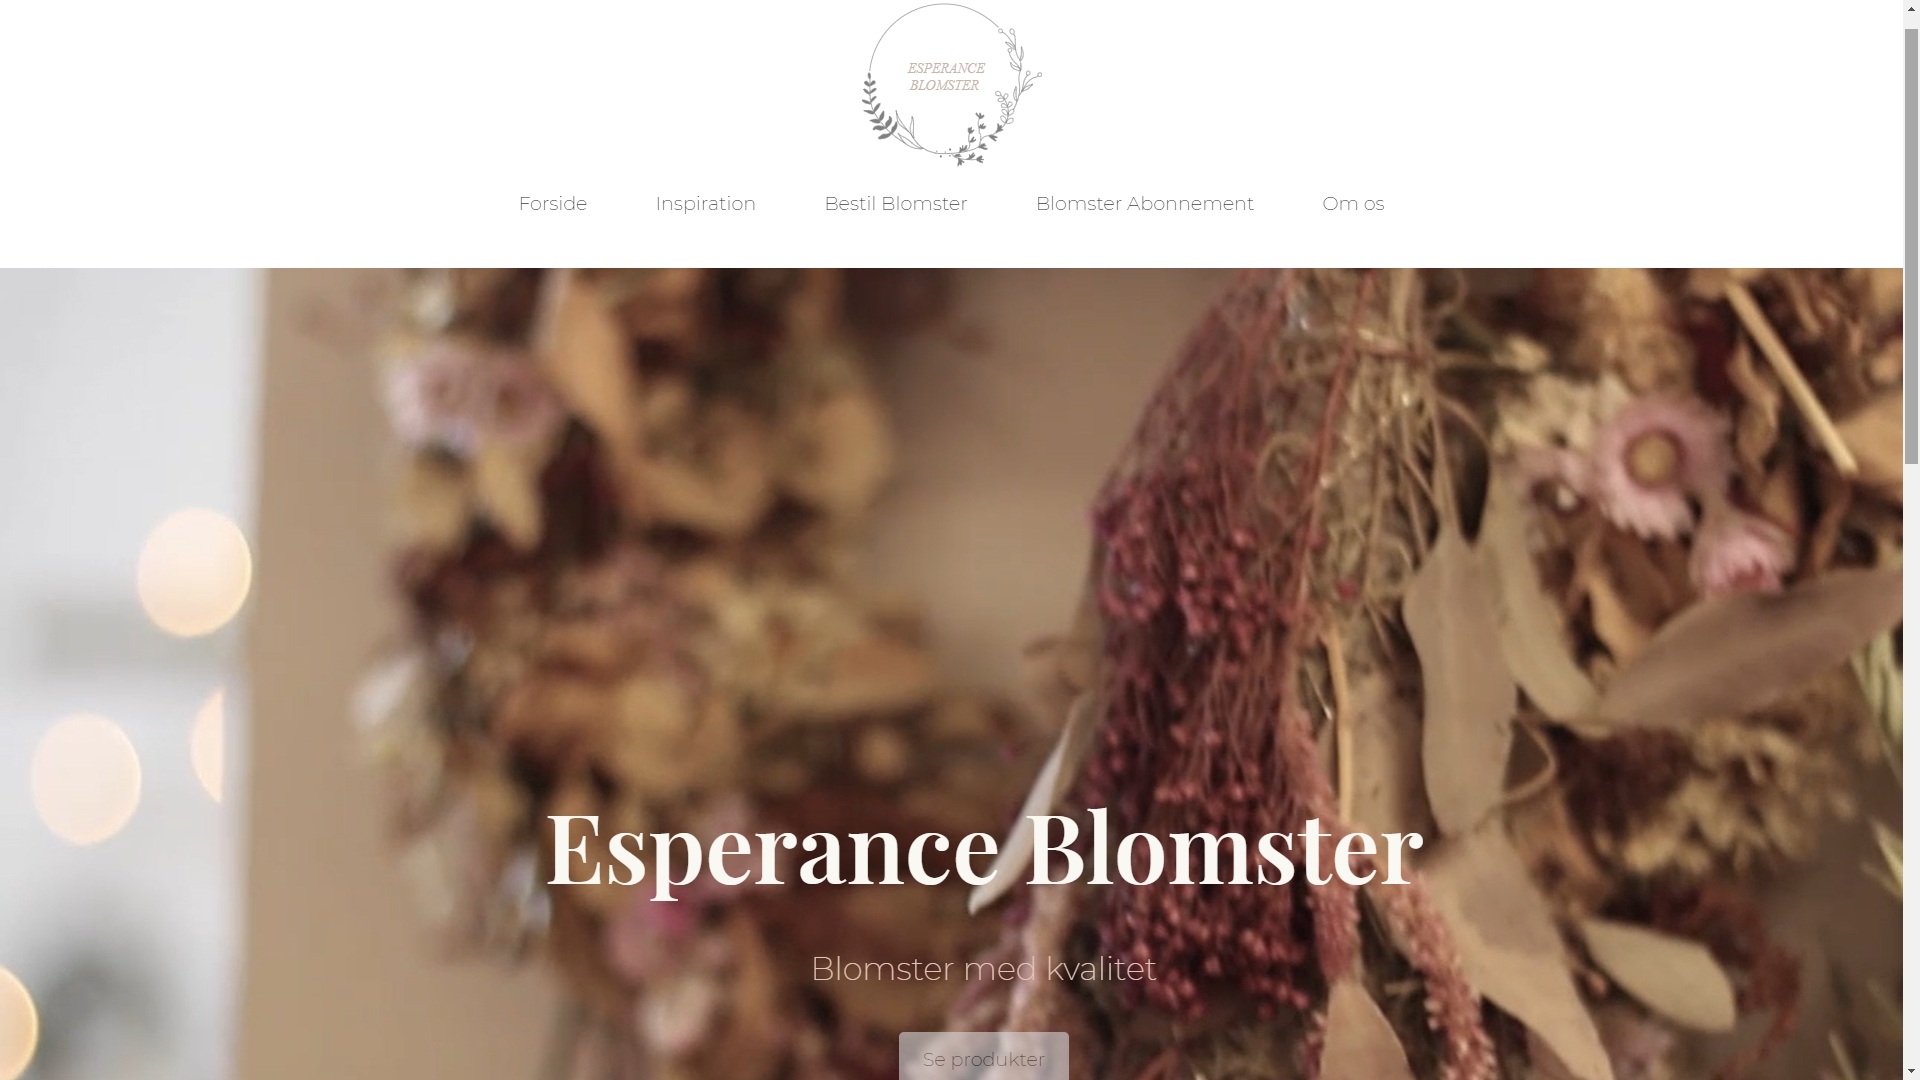 ESPERANCE
BLOMSTER
Forside
Inspiration
Bestil Blomster
Blomster Abonnement
Om os
Esperance Blomster
Blomster med kvalitet
Se produkter